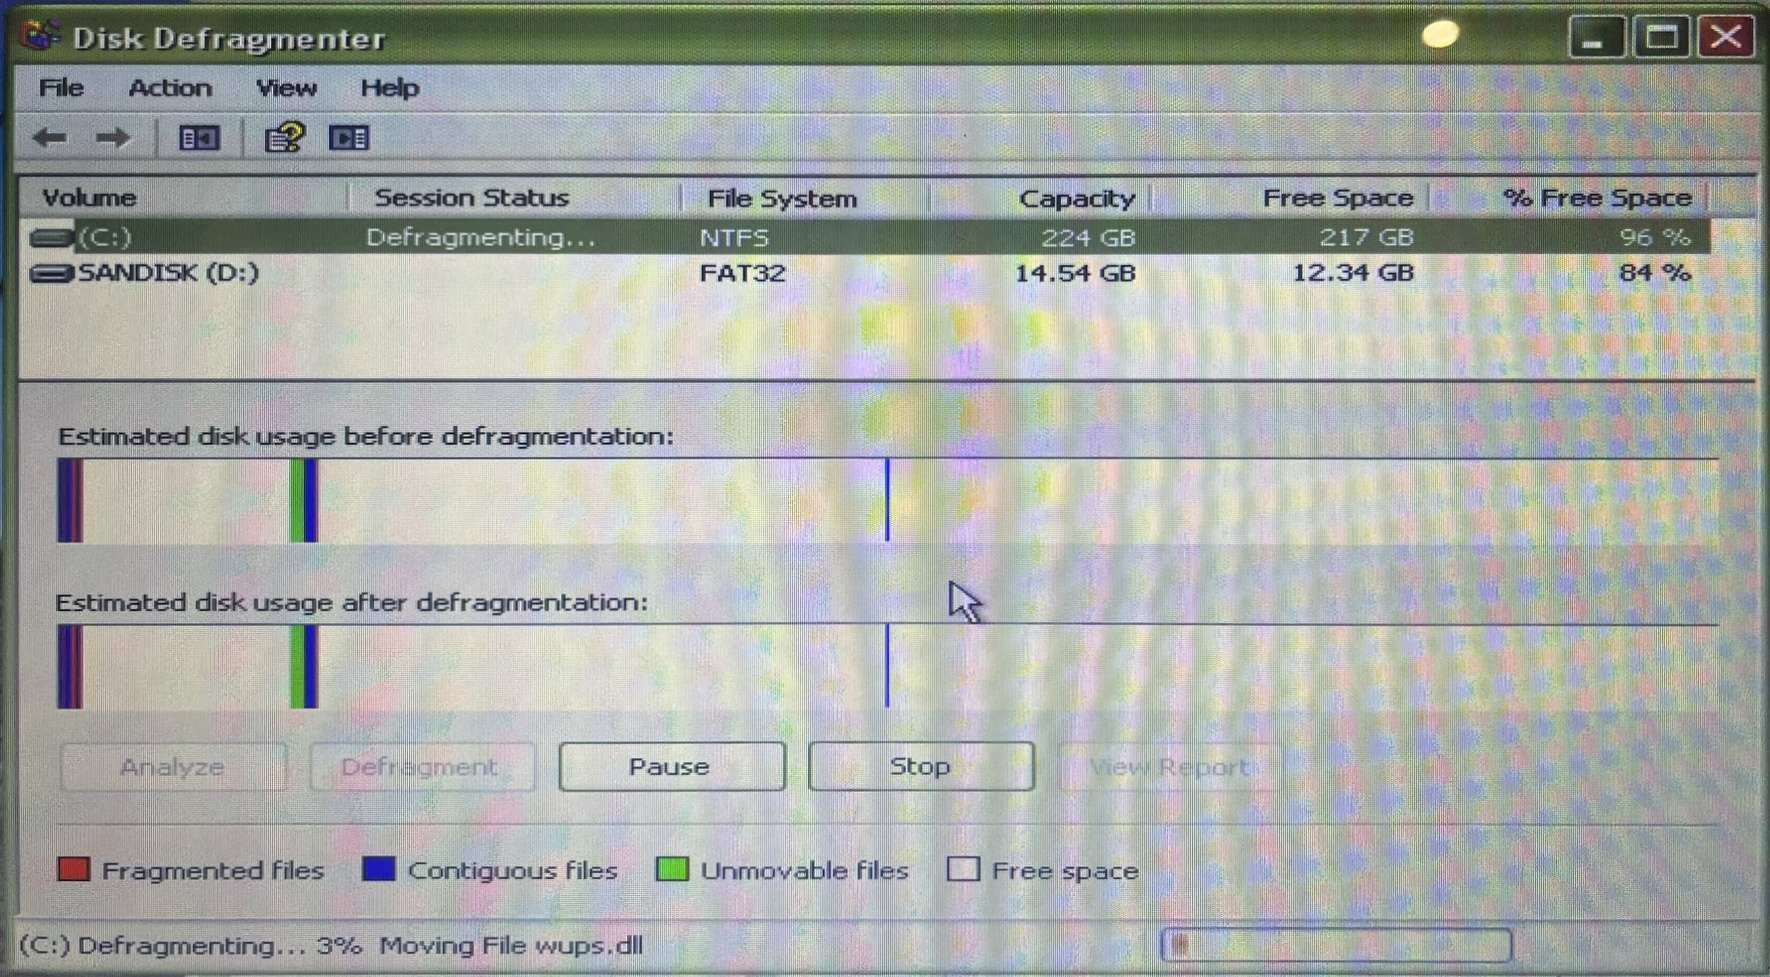 Disk Defragmenter
File Action View Help
Volume Session Status File System Capacity Free Space % Free Space
(C:) Defragmenting... NTFS 224 GB 217 GB 96 %
SANDISK (D:) FAT32 14.54 GB 12.34 GB 84 %
Estimated disk usage before defragmentation:
Estimated disk usage after defragmentation:
Analyze Defragment Pause Stop View Report
Fragmented files Contiguous files Unmovable files Free space
(C:) Defragmenting... 3% Moving File wups.dll